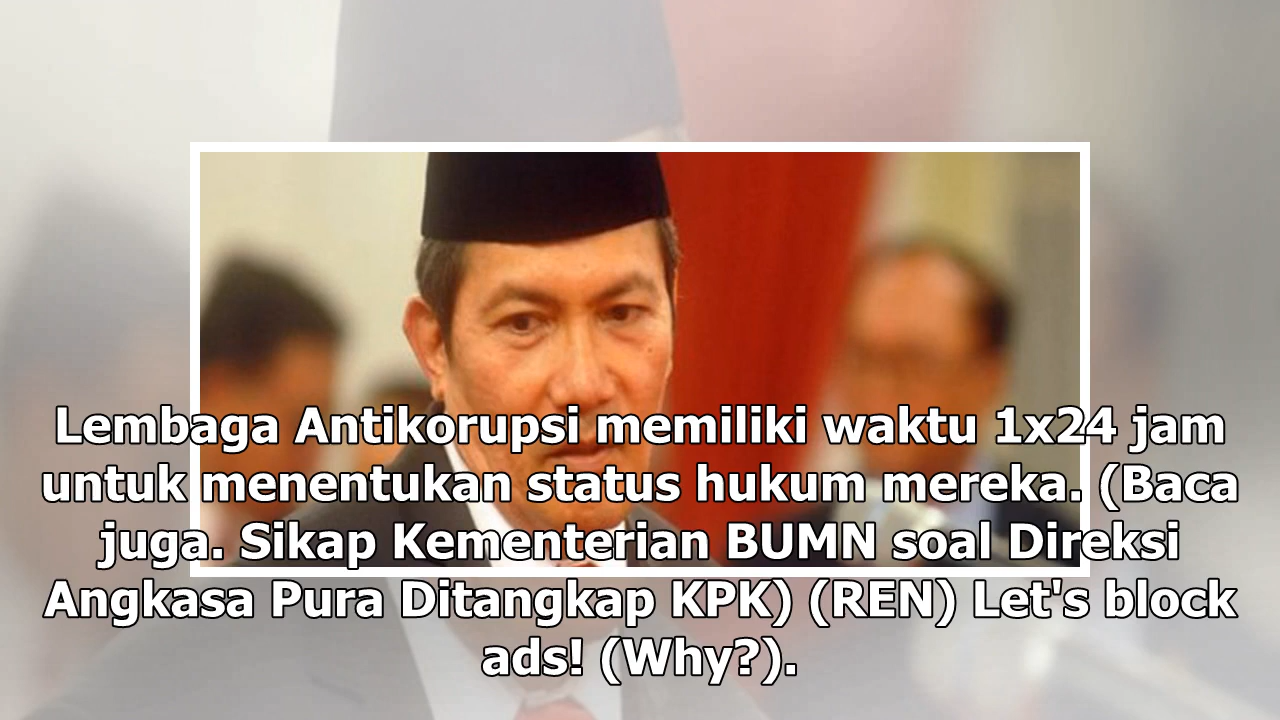 Lembaga Antikorupsi memiliki waktu 1x24 jam
untuk menentukan status hukum mereka. (Baca
juga. Sikap Kementerian BUMN soal Direksi
Angkasa Pura Ditangkap KPK) (REN) Let's block
ads! (Why?).